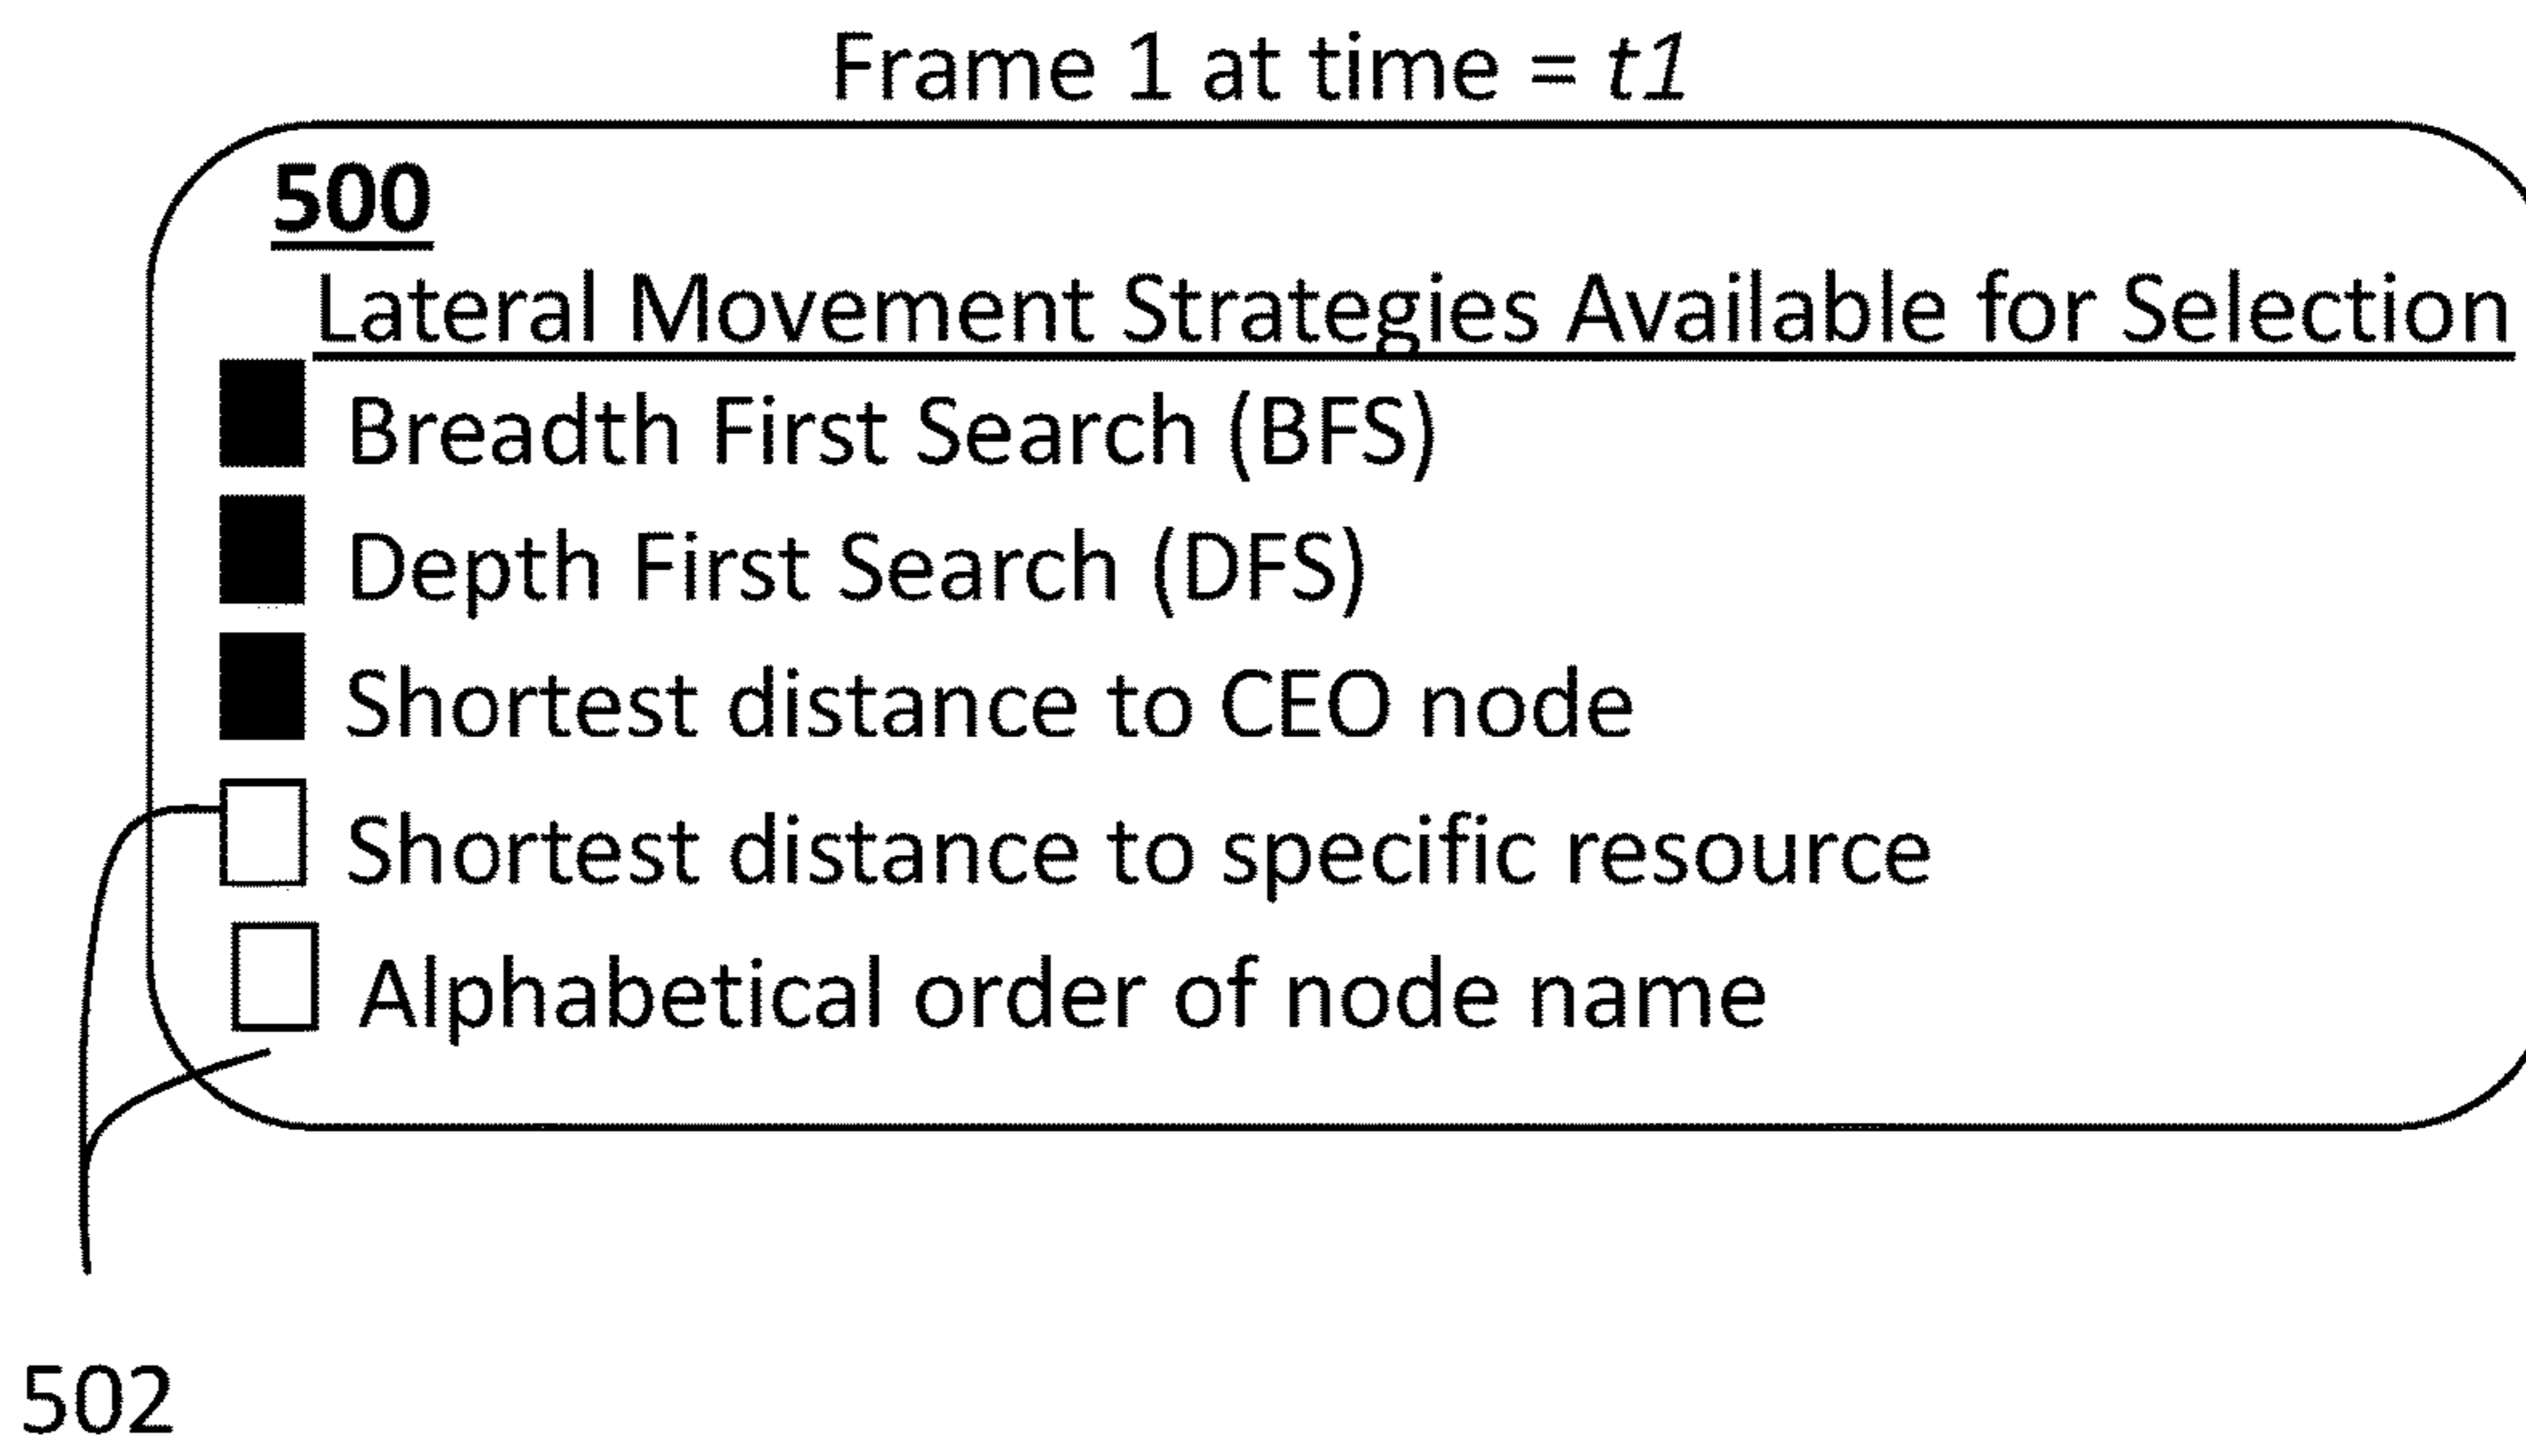 Frame 1 at time = t1
500
Lateral Movement Strategies Available for Selection
Breadth First Search (BFS)
Depth First Search (DFS)
Shortest distance to CEO node
Shortest distance to specific resource
Alphabetical order of node name
502